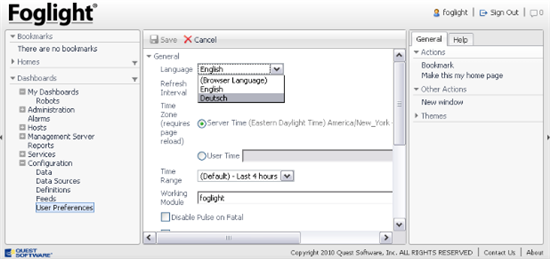 Foglight®
foglight | Sign Out | 0
Bookmarks
There are no bookmarks
Homes
Dashboards
My Dashboards
Robots
Administration
Alarms
Hosts
Management Server
Reports
Services
Configuration
Data
Data Sources
Definitions
Feeds
User Preferences
Save Cancel
General
Language English
(Browser Language)
English
Deutsch
Refresh
Interval
Time
Zone
(requires
page
reload)
Server Time (Eastern Daylight Time) America/New_York
User Time
Time
Range
(Default) - Last 4 hours
Working
Module
foglight
Disable Pulse on Fatal
General Help
Actions
Bookmark
Make this my home page
Other Actions
New window
Themes
QUEST
SOFTWARE®
Copyright 2010 Quest Software, Inc. ALL RIGHTS RESERVED | Contact Us | About